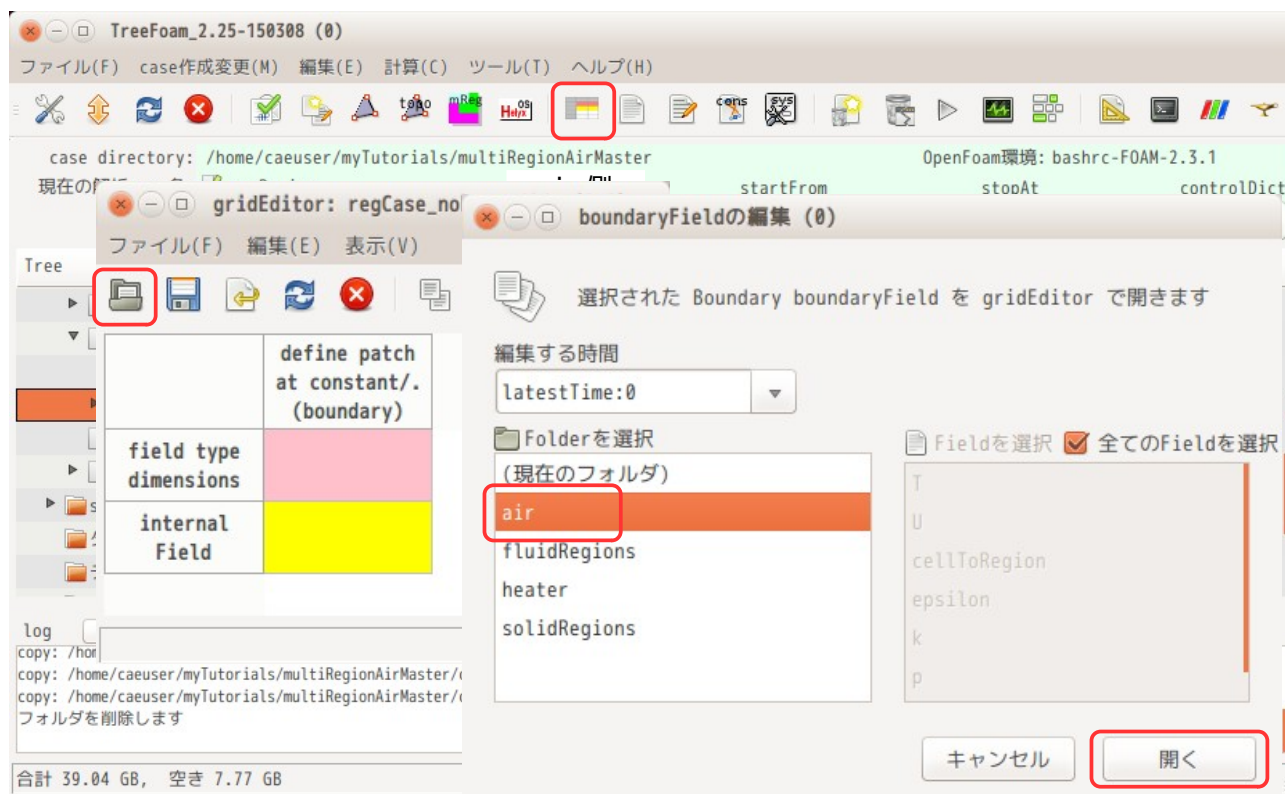 TreeFoam_2.25-150308 (0)
ファイル(F) case作成変更(M) 編集(E) 計算(C) ツール(T) ヘルプ(H)
case directory: /home/caeuser/myTutorials/multiRegionAirMaster
OpenFoam環境: bashrc-FOAM-2.3.1
現在の
startFrom stopAt controlDict
Tree
gridEditor: regCase_no
ファイル(F) 編集(E) 表示(V)
define patch
at constant/.
(boundary)
field type
dimensions
internal
Field
log
copy: /hom
copy: /home/caeuser/myTutorials/multiRegionAirMaster/
copy: /home/caeuser/myTutorials/multiRegionAirMaster/
フォルダを削除します
合計 39.04 GB, 空き 7.77 GB
boundaryFieldの編集 (0)
選択された Boundary boundaryField を gridEditor で開きます
編集する時間
latestTime:0
Folderを選択
(現在のフォルダ)
air
fluidRegions
heater
solidRegions
Fieldを選択 全てのFieldを選択
T
U
cellToRegion
epsilon
k
p
キャンセル 開く